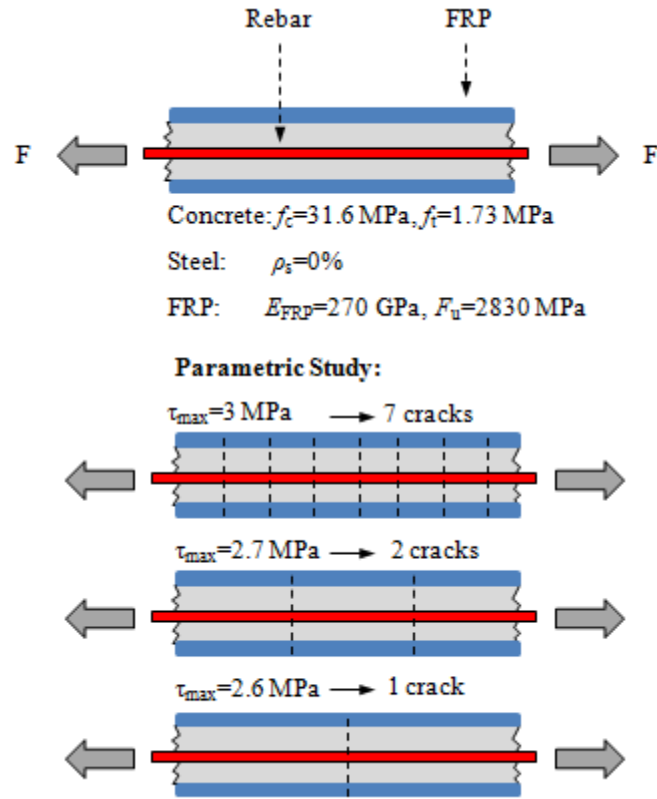 Rebar FRP
F F
Concrete: fc=31.6 MPa, ft=1.73 MPa
Steel: ρs=0%
FRP: EFRP=270 GPa, Fu=2830 MPa
Parametric Study:
τmax=3 MPa → 7 cracks
τmax=2.7 MPa → 2 cracks
τmax=2.6 MPa → 1 crack